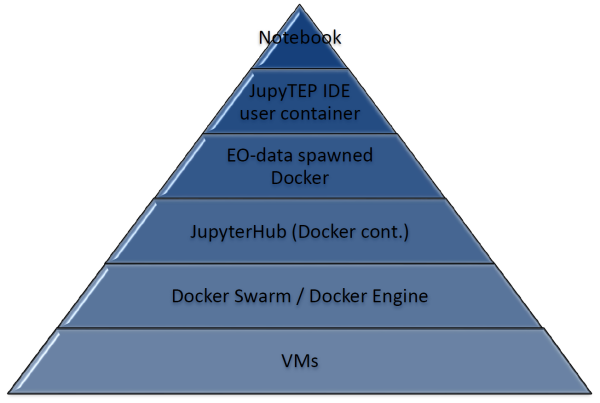 Notebook
JupyTEP IDE
user container
EO-data spawned
Docker
JupyterHub (Docker cont.)
Docker Swarm / Docker Engine
VMs